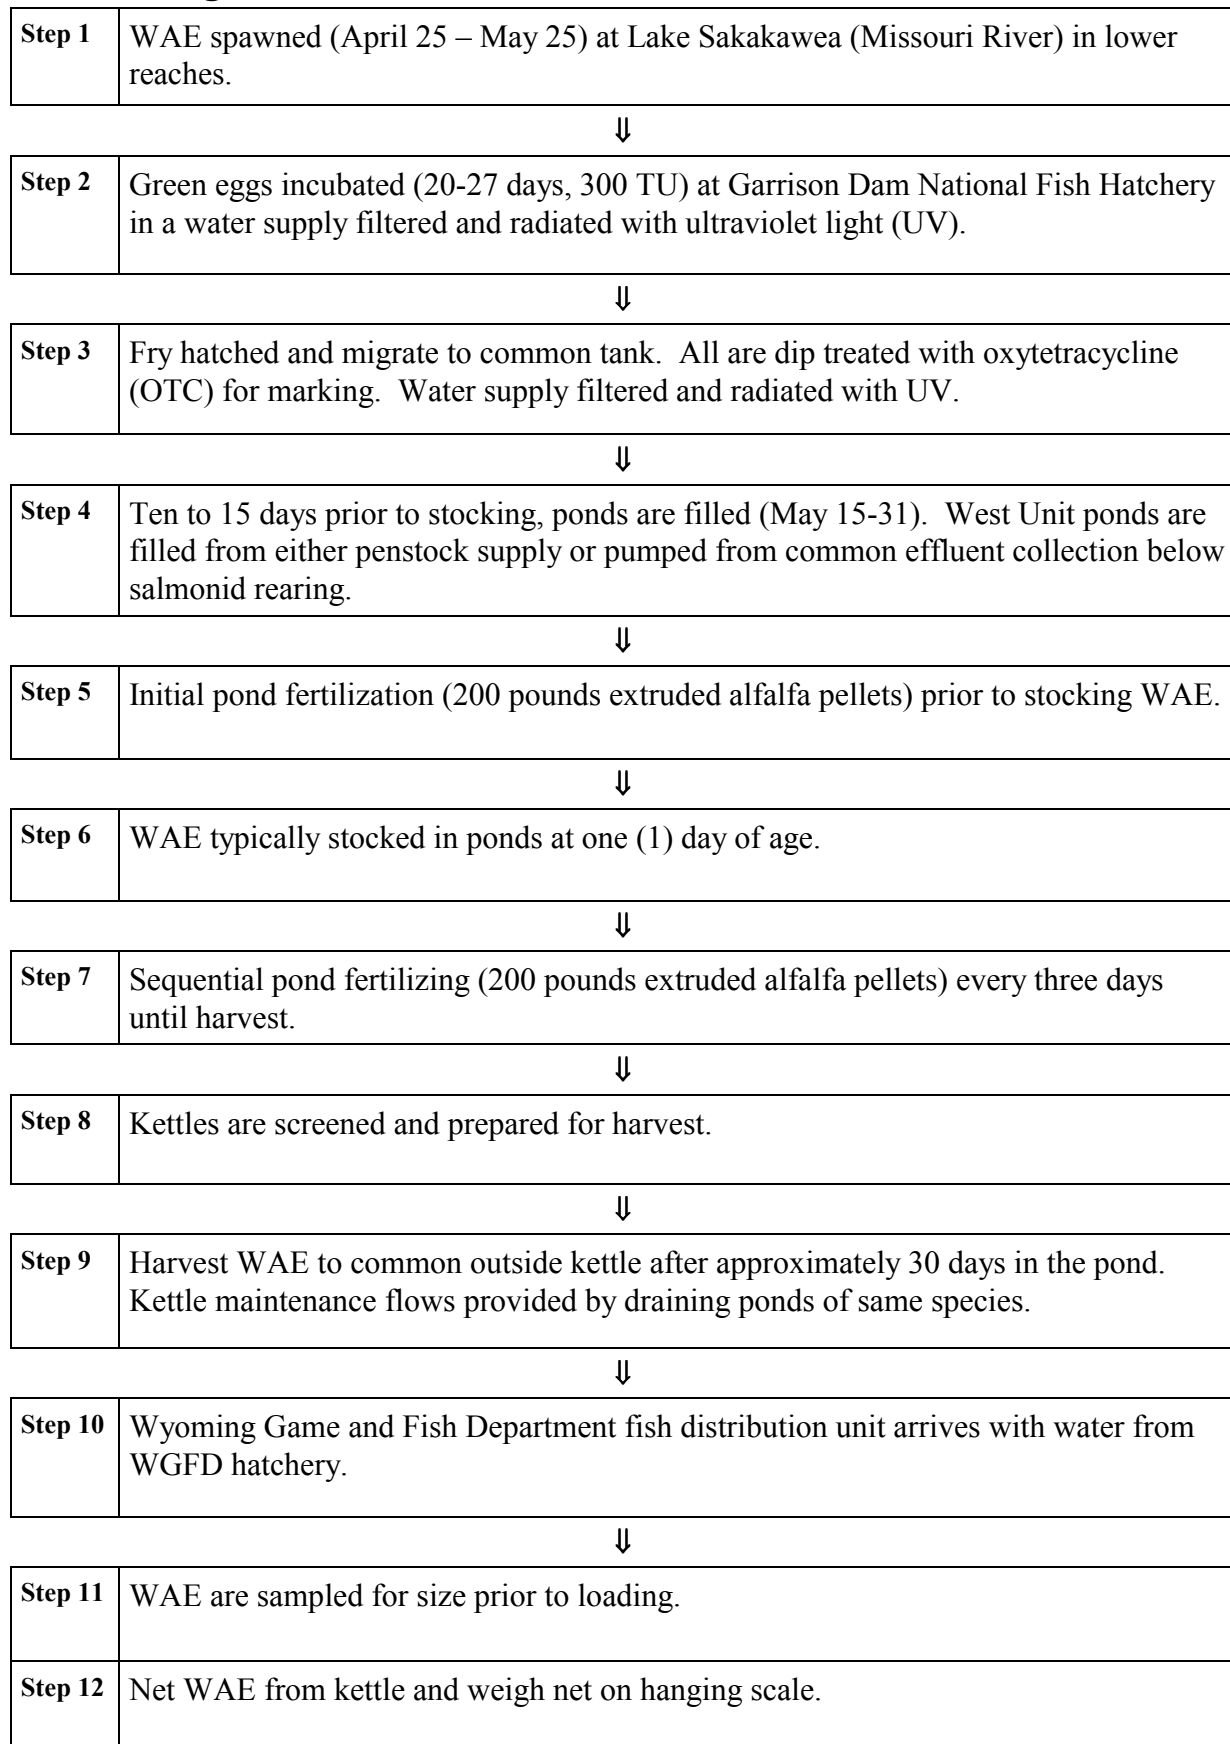 Step 1
WAE spawned (April 25 – May 25) at Lake Sakakawea (Missouri River) in lower
reaches.
⇓
Step 2
Green eggs incubated (20-27 days, 300 TU) at Garrison Dam National Fish Hatchery
in a water supply filtered and radiated with ultraviolet light (UV).
⇓
Step 3
Fry hatched and migrate to common tank.  All are dip treated with oxytetracycline
(OTC) for marking.  Water supply filtered and radiated with UV.
⇓
Step 4
Ten to 15 days prior to stocking, ponds are filled (May 15-31).  West Unit ponds are
filled from either penstock supply or pumped from common effluent collection below
salmonid rearing.
⇓
Step 5
Initial pond fertilization (200 pounds extruded alfalfa pellets) prior to stocking WAE.
⇓
Step 6
WAE typically stocked in ponds at one (1) day of age.
⇓
Step 7
Sequential pond fertilizing (200 pounds extruded alfalfa pellets) every three days
until harvest.
⇓
Step 8
Kettles are screened and prepared for harvest.
⇓
Step 9
Harvest WAE to common outside kettle after approximately 30 days in the pond.
Kettle maintenance flows provided by draining ponds of same species.
⇓
Step 10
Wyoming Game and Fish Department fish distribution unit arrives with water from
WGFD hatchery.
⇓
Step 11
WAE are sampled for size prior to loading.
Step 12
Net WAE from kettle and weigh net on hanging scale.